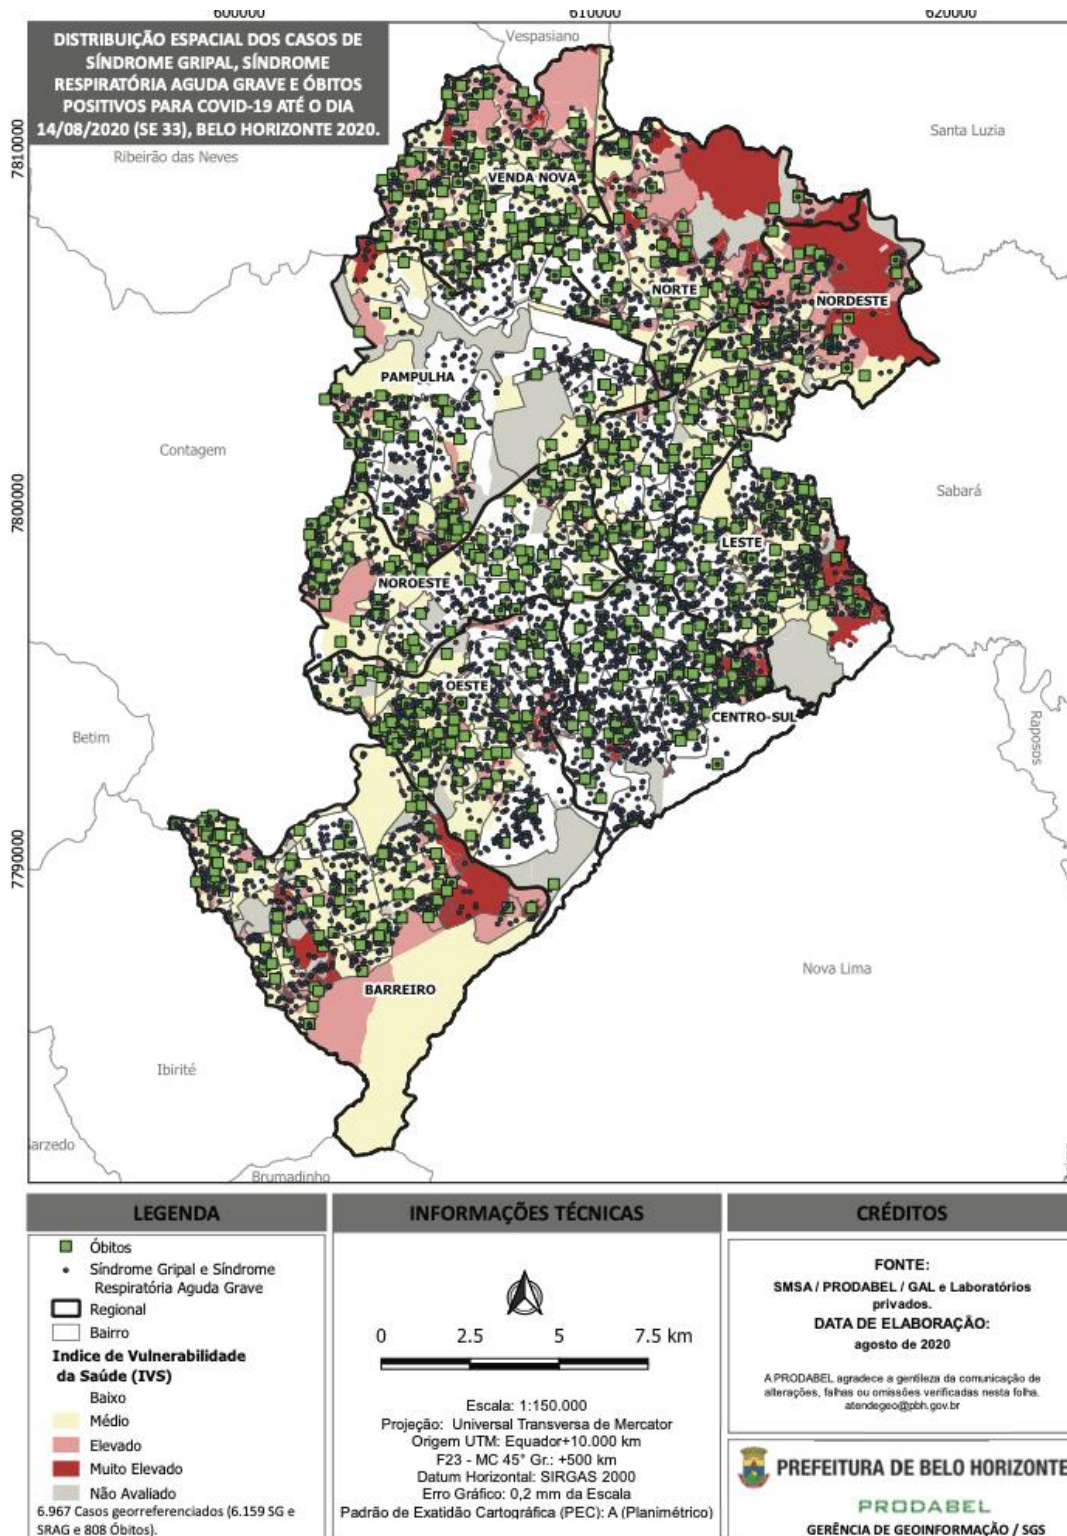 600000
610000
620000
DISTRIBUIÇÃO ESPACIAL DOS CASOS DE
SÍNDROME GRIPAL, SÍNDROME
RESPIRATÓRIA AGUDA GRAVE E ÓBITOS
POSITIVOS PARA COVID-19 ATÉ O DIA
14/08/2020 (SE 33), BELO HORIZONTE 2020.
Vespasiano
Santa Luzia
7810000
Ribeirão das Neves
VENDA NOVA
NORTE
NORDESTE
PAMPULHA
Contagem
Sabará
7800000
LESTE
NOROESTE
OESTE
CENTRO-SUL
Betim
Raposos
7790000
Nova Lima
BARREIRO
Ibirité
arzedo
Brumadinho
LEGENDA
Óbitos
Síndrome Gripal e Síndrome
Respiratória Aguda Grave
Regional
Bairro
Indice de Vulnerabilidade
da Saúde (IVS)
Baixo
Médio
Elevado
Muito Elevado
Não Avaliado
6.967 Casos georreferenciados (6.159 SG e
SRAG e 808 Óbitos).
INFORMAÇÕES TÉCNICAS
0 2.5 5 7.5 km
Escala: 1:150.000
Projeção: Universal Transversa de Mercator
Origem UTM: Equador+10.000 km
F23 - MC 45° Gr.: +500 km
Datum Horizontal: SIRGAS 2000
Erro Gráfico: 0,2 mm da Escala
Padrão de Exatidão Cartográfica (PEC): A (Planimétrico)
CRÉDITOS
FONTE:
SMSA / PRODABEL / GAL e Laboratórios
privados.
DATA DE ELABORAÇÃO:
agosto de 2020
A PRODABEL agradece a gentileza da comunicação de
alterações, falhas ou omissões verificadas nesta folha.
atendegeo@pbh.gov.br
PREFEITURA DE BELO HORIZONTE
PRODABEL
GERÊNCIA DE GEOINFORMAÇÃO / SGS